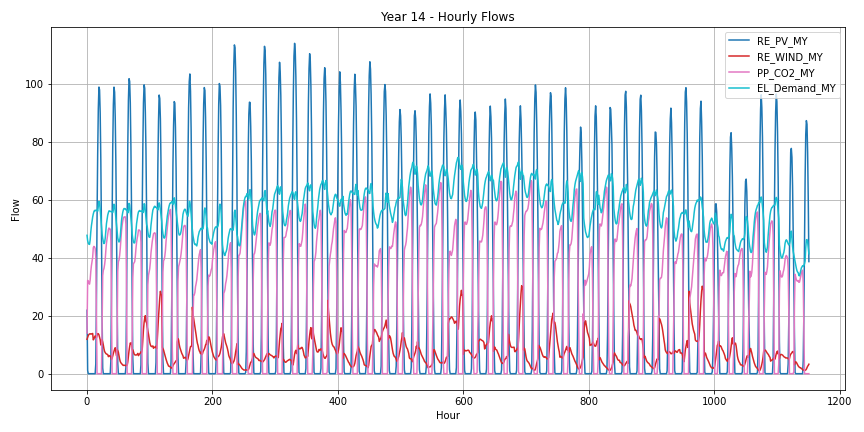 Year 14 - Hourly Flows
RE_PV_MY
RE_WIND_MY
PP_CO2_MY
EL_Demand_MY
Flow
100
80
60
40
20
0
0 200 400 600 800 1000 1200
Hour